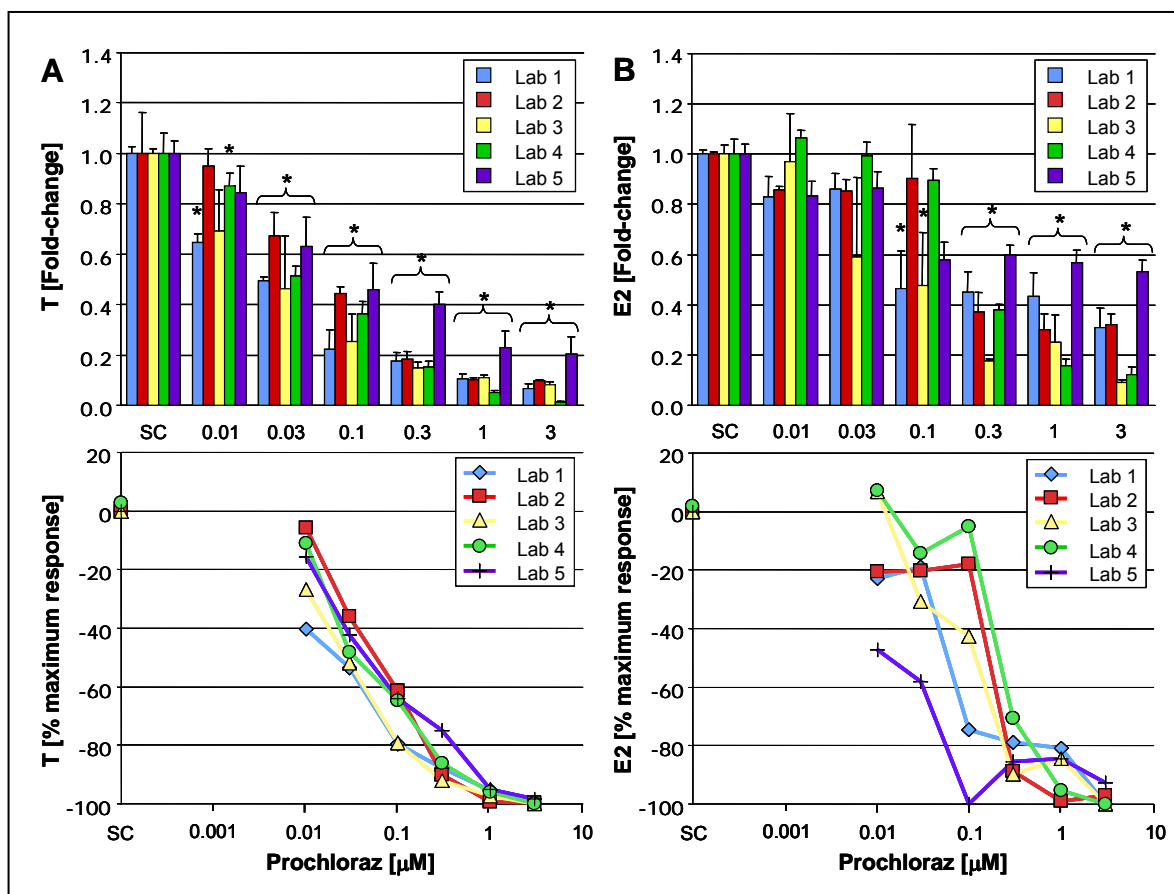 A
T [Fold-change]
1.4
1.2
1.0
0.8
0.6
0.4
0.2
0.0
Lab 1
Lab 2
Lab 3
Lab 4
Lab 5
*
*
*
*
*
*
*
SC 0.01 0.03 0.1 0.3 1 3
B
E2 [Fold-change]
1.4
1.2
1.0
0.8
0.6
0.4
0.2
0.0
Lab 1
Lab 2
Lab 3
Lab 4
Lab 5
*
*
*
*
*
SC 0.01 0.03 0.1 0.3 1 3
T [% maximum response]
20
0
-20
-40
-60
-80
-100
Lab 1
Lab 2
Lab 3
Lab 4
Lab 5
SC 0.001 0.01 0.1 1 10
Prochloraz [µM]
E2 [% maximum response]
20
0
-20
-40
-60
-80
-100
Lab 1
Lab 2
Lab 3
Lab 4
Lab 5
SC 0.001 0.01 0.1 1 10
Prochloraz [µM]